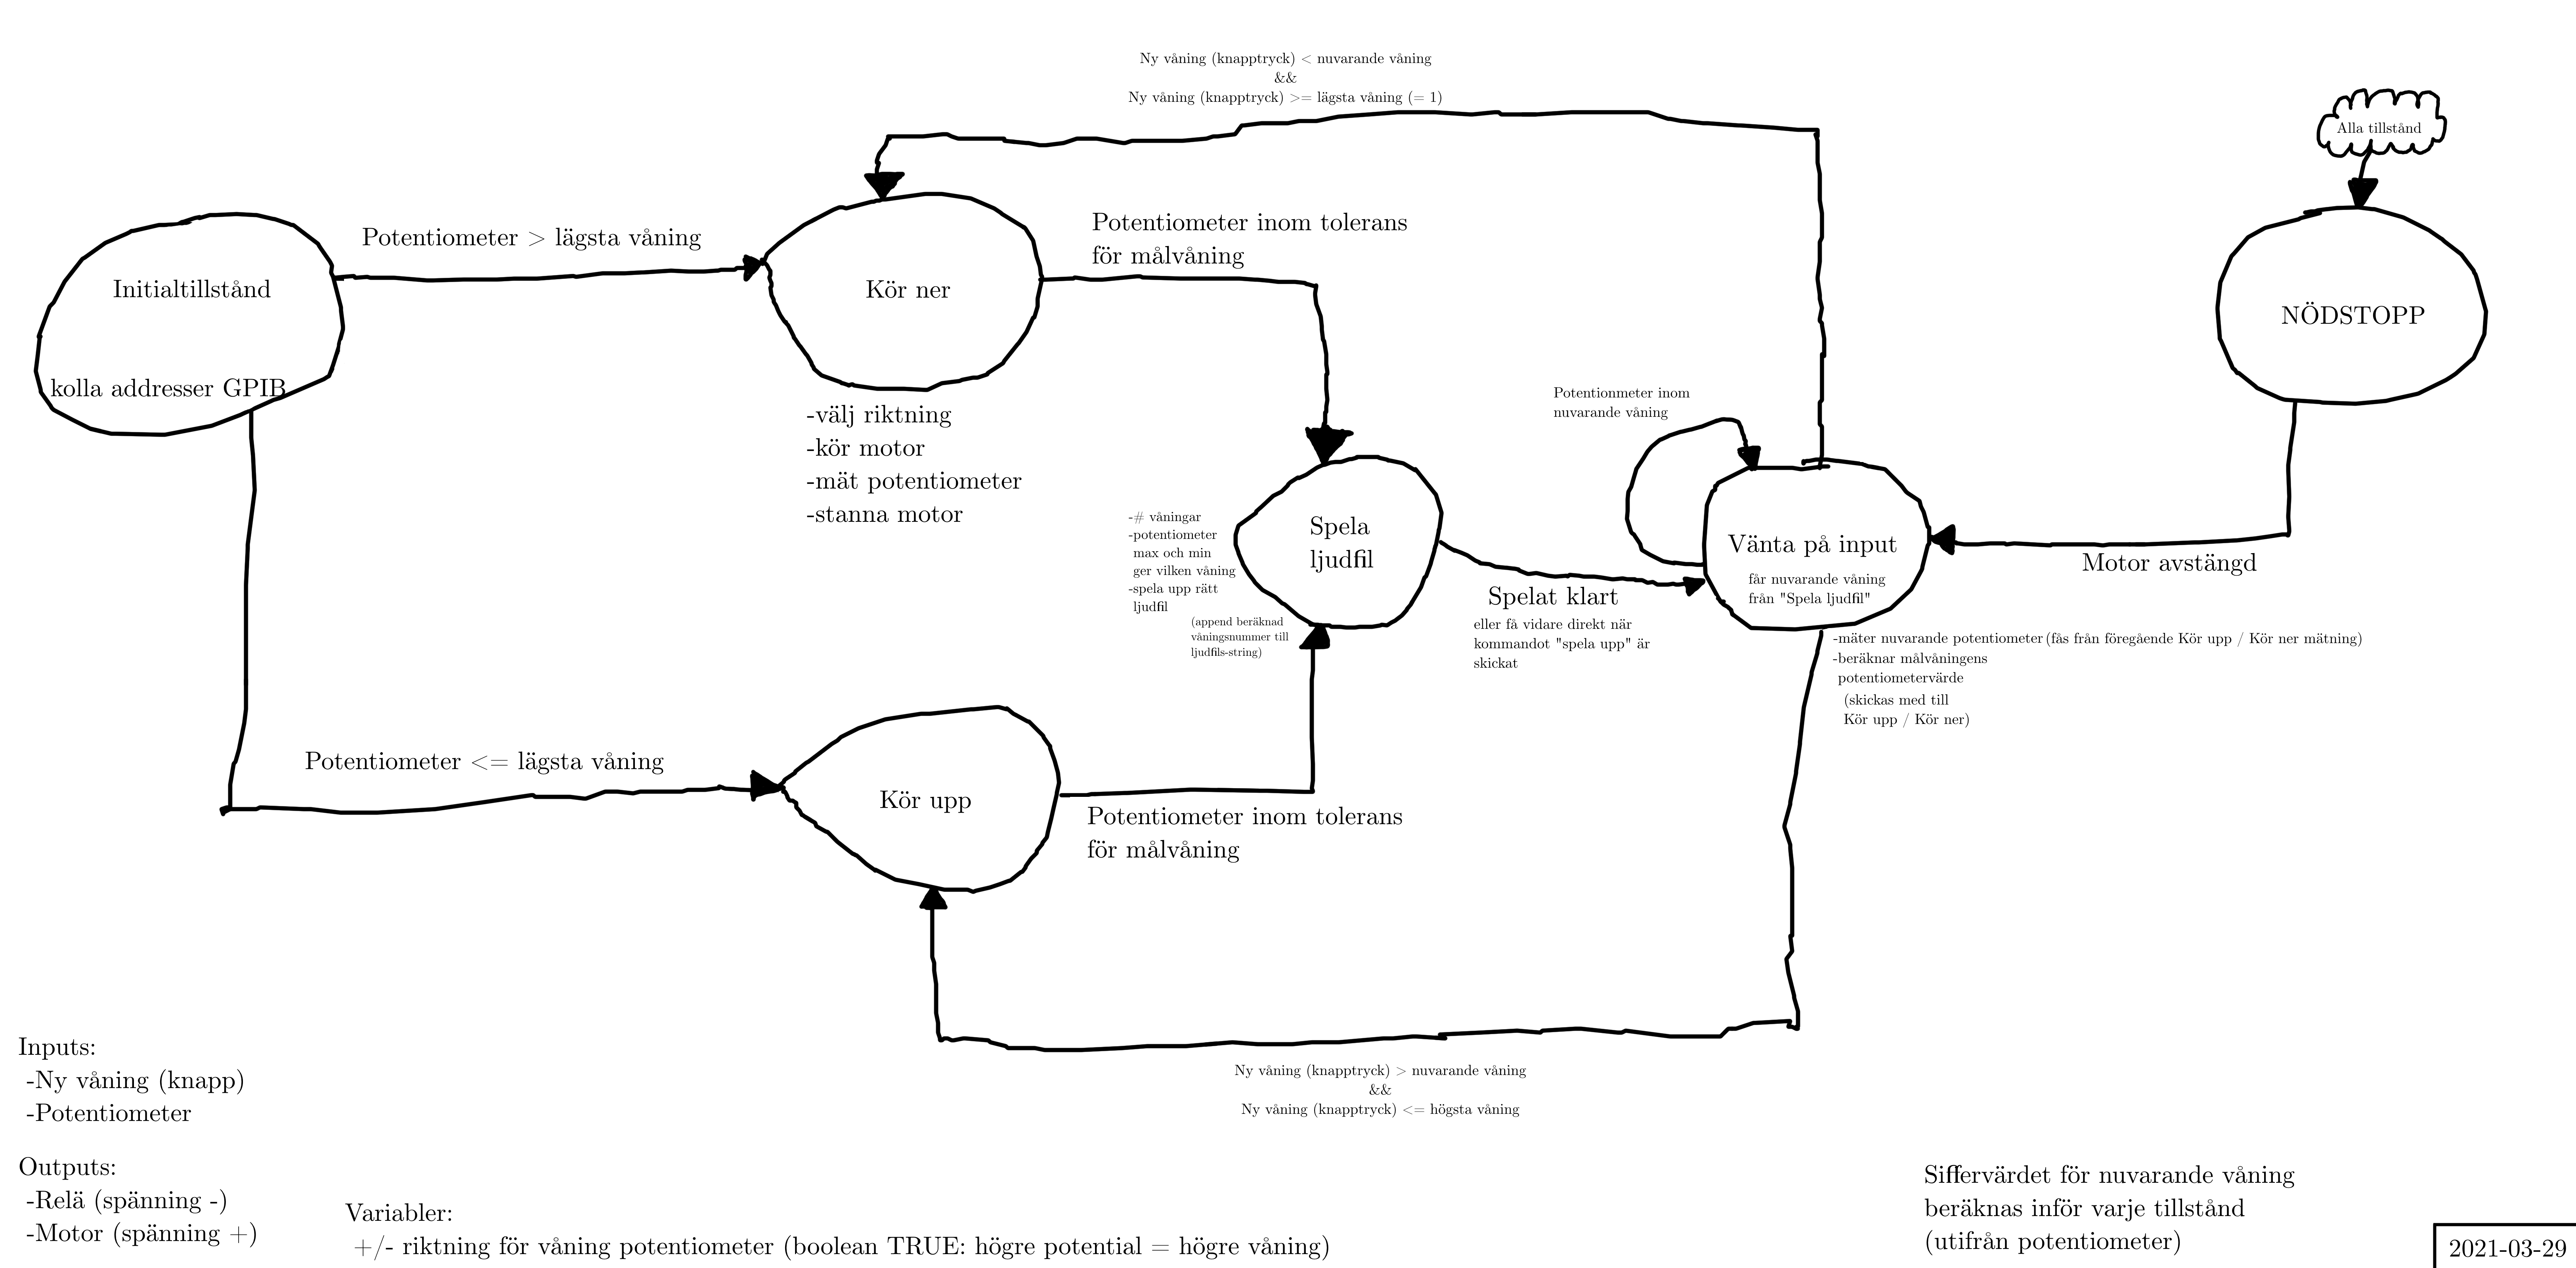 Ny våning (knapptryck) < nuvarande våning
&&
Ny våning (knapptryck) >= lägsta våning (= 1)
Alla tillstånd
Potentiometer > lägsta våning
Potentiometer inom tolerans
för målvåning
Initialtillstånd
kolla addresser GPIB
Kör ner
-välj riktning
-kör motor
-mät potentiometer
-stanna motor
NÖDSTOPP
Potentionmeter inom
nuvarande våning
-# våningar
-potentiometer
max och min
ger vilken våning
-spela upp rätt
ljudfil
(append beräknad
våningsnummer till
ljudfils-string)
Spela
ljudfil
Spelat klart
eller få vidare direkt när
kommandot "spela upp" är
skickat
Vänta på input
får nuvarande våning
från "Spela ljudfil"
Motor avstängd
-mäter nuvarande potentiometer (fås från föregående Kör upp / Kör ner mätning)
-beräknar målvåningens
potentiometervärde
(skickas med till
Kör upp / Kör ner)
Potentiometer <= lägsta våning
Kör upp
Potentiometer inom tolerans
för målvåning
Ny våning (knapptryck) > nuvarande våning
&&
Ny våning (knapptryck) <= högsta våning
Inputs:
-Ny våning (knapp)
-Potentiometer
Outputs:
-Relä (spänning -)
-Motor (spänning +)
Variabler:
+/- riktning för våning potentiometer (boolean TRUE: högre potential = högre våning)
Siffervärdet för nuvarande våning
beräknas inför varje tillstånd
(utifrån potentiometer)
2021-03-29